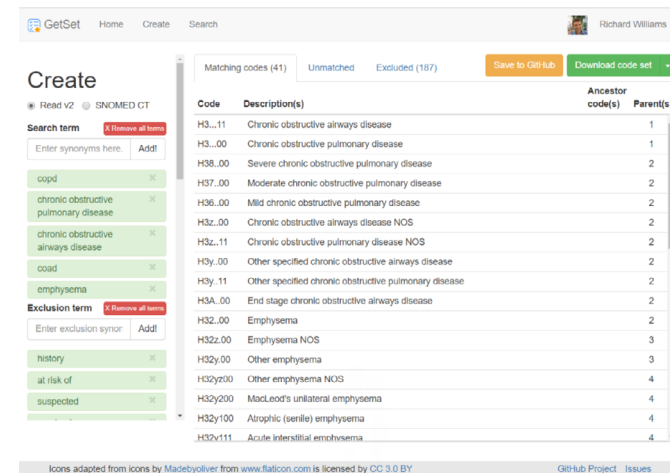 GetSet Home Create Search Richard Williams
Create
Read v2 SNOMED CT
Search term X Remove all terms
Enter synonyms here. Add!
copd ×
chronic obstructive ×
pulmonary disease
chronic obstructive ×
airways disease
coad ×
emphysema ×
Exclusion term X Remove all terms
Enter exclusion synor Add!
history ×
at risk of ×
suspected ×
Matching codes (41) Unmatched Excluded (187) Save to GitHub Download code set
Ancestor
Code Description(s) code(s) Parent(s
H3...11 Chronic obstructive airways disease 1
H3...00 Chronic obstructive pulmonary disease 1
H38..00 Severe chronic obstructive pulmonary disease 2
H37..00 Moderate chronic obstructive pulmonary disease 2
H36..00 Mild chronic obstructive pulmonary disease 2
H3z..00 Chronic obstructive airways disease NOS 2
H3z..11 Chronic obstructive pulmonary disease NOS 2
H3y..00 Other specified chronic obstructive airways disease 2
H3y..11 Other specified chronic obstructive pulmonary disease 2
H3A..00 End stage chronic obstructive airways disease 2
H32..00 Emphysema 2
H32z.00 Emphysema NOS 3
H32y.00 Other emphysema 3
H32yz00 Other emphysema NOS 4
H32y200 MacLeod's unilateral emphysema 4
H32y100 Atrophic (senile) emphysema 4
H32y111 Acute interstitial emphysema 4
Icons adapted from icons by Madebyoliver from www.flaticon.com is licensed by CC 3.0 BY GitHub Project Issues